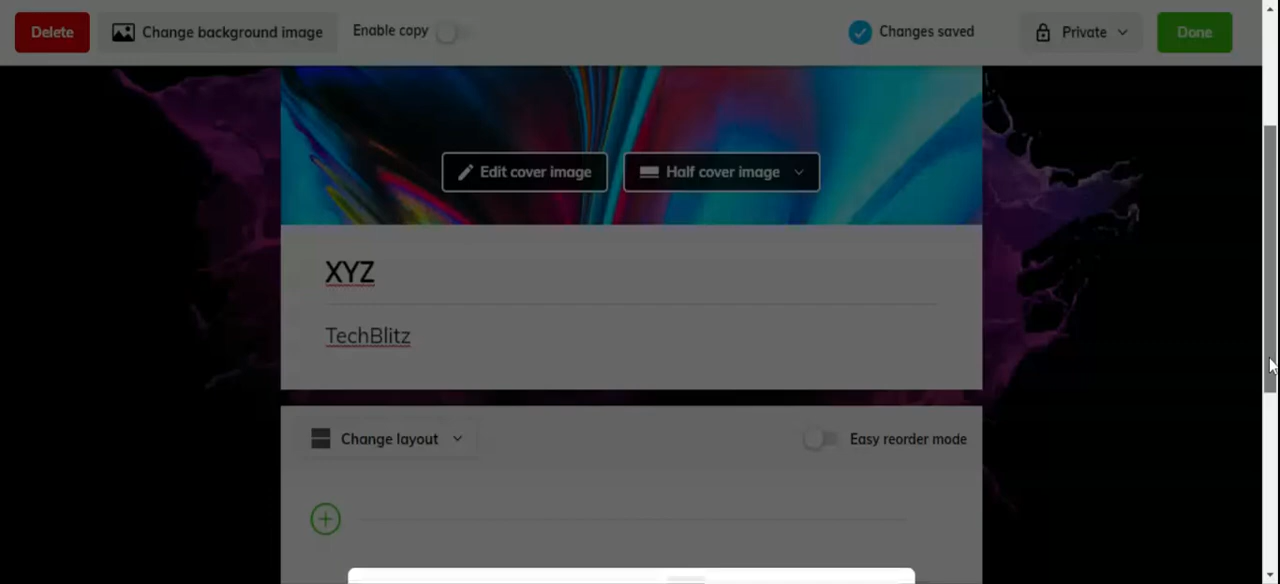 Delete
Change background image
Enable copy
Changes saved
Private
Done
Edit cover image
Half cover image
XYZ
TechBlitz
Change layout
Easy reorder mode